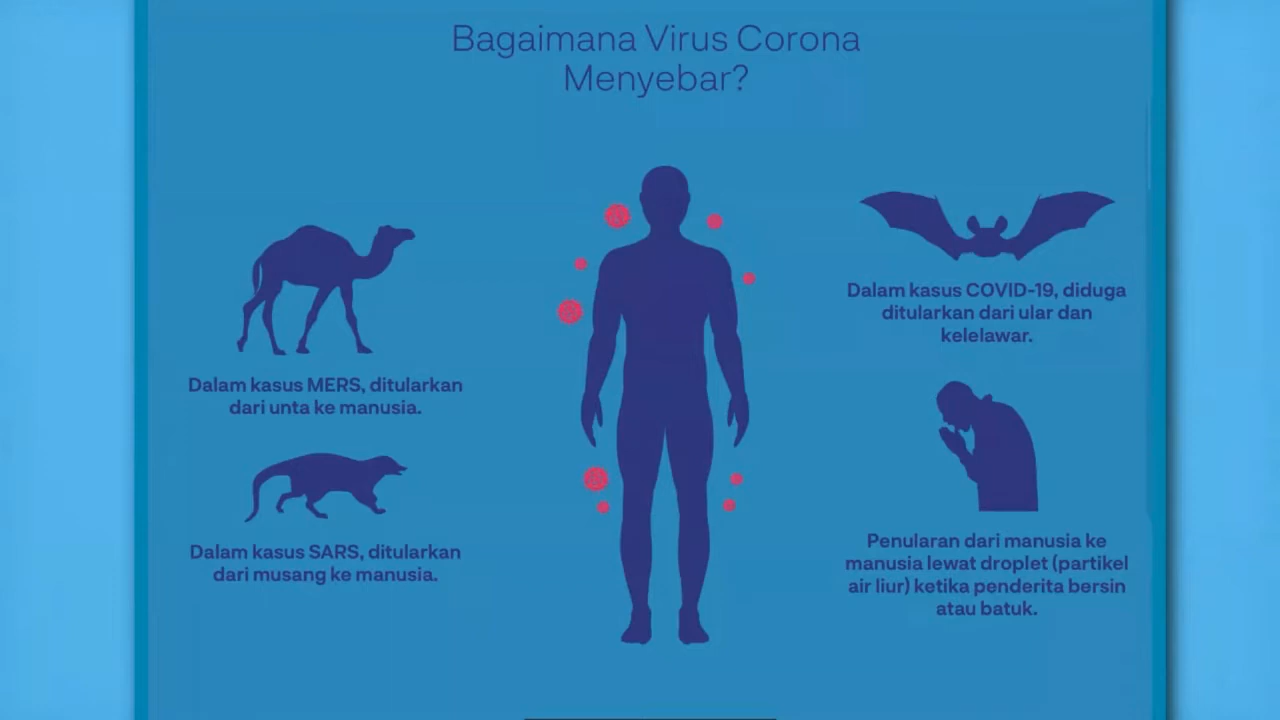 Bagaimana Virus Corona
Menyebar?
Dalam kasus MERS, ditularkan
dari unta ke manusia.
Dalam kasus SARS, ditularkan
dari musang ke manusia.
Dalam kasus COVID-19, diduga
ditularkan dari ular dan
kelelawar.
Penularan dari manusia ke
manusia lewat droplet (partikel
air liur) ketika penderita bersin
atau batuk.